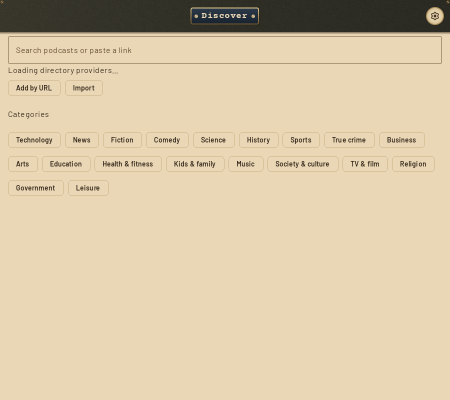 Discover
Search podcasts or paste a link
Loading directory providers...
Add by URL Import
Categories
Technology News Fiction Comedy Science History Sports True crime Business
Arts Education Health & fitness Kids & family Music Society & culture TV & film Religion
Government Leisure